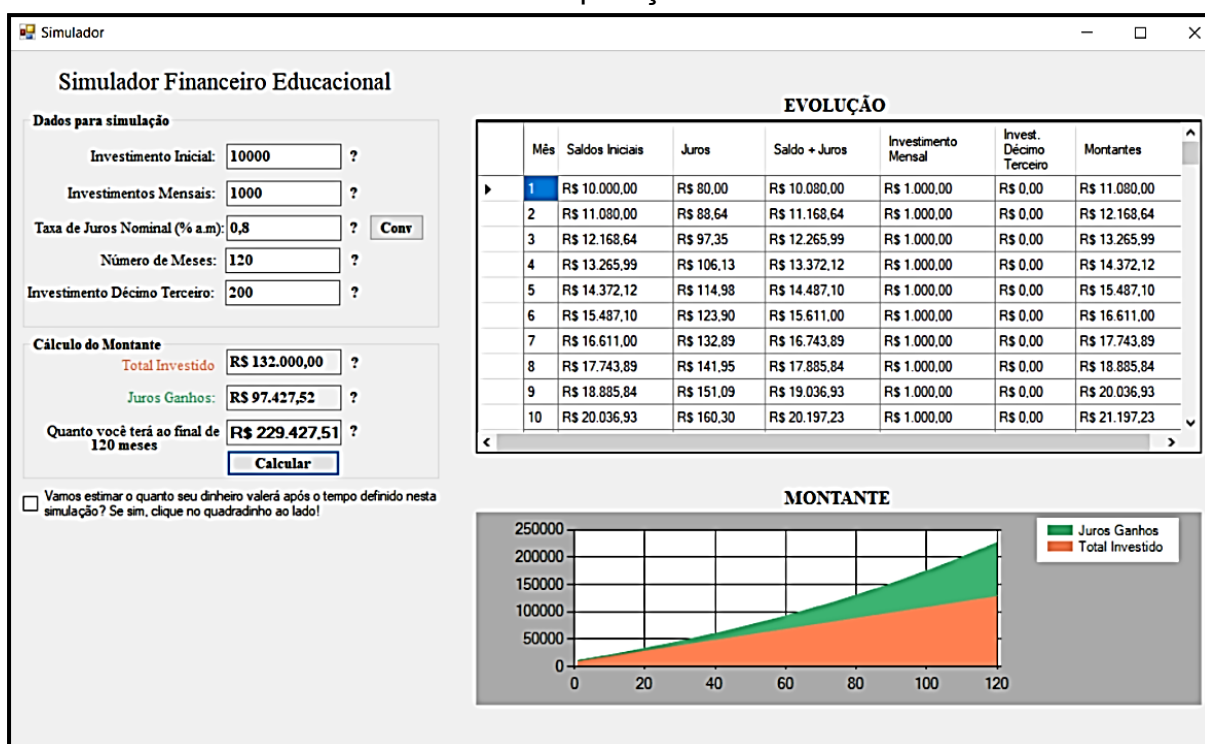 Simulador
Simulador Financeiro Educacional
Dados para simulação
Investimento Inicial: 10000 ?
Investimentos Mensais: 1000 ?
Taxa de Juros Nominal (% a.m): 0,8 ? Conv
Número de Meses: 120 ?
Investimento Décimo Terceiro: 200 ?
Cálculo do Montante
Total Investido R$ 132.000,00 ?
Juros Ganhos: R$ 97.427,52 ?
Quanto você terá ao final de
120 meses R$ 229.427,51 ?
Calcular
Vamos estimar o quanto seu dinheiro valerá após o tempo definido nesta
simulação? Se sim, clique no quadradinho ao lado!
EVOLUÇÃO
Mês Saldos Iniciais Juros Saldo + Juros Investimento Mensal Invest. Décimo Terceiro Montantes
1 R$ 10.000,00 R$ 80,00 R$ 10.080,00 R$ 1.000,00 R$ 0,00 R$ 11.080,00
2 R$ 11.080,00 R$ 88,64 R$ 11.168,64 R$ 1.000,00 R$ 0,00 R$ 12.168,64
3 R$ 12.168,64 R$ 97,35 R$ 12.265,99 R$ 1.000,00 R$ 0,00 R$ 13.265,99
4 R$ 13.265,99 R$ 106,13 R$ 13.372,12 R$ 1.000,00 R$ 0,00 R$ 14.372,12
5 R$ 14.372,12 R$ 114,98 R$ 14.487,10 R$ 1.000,00 R$ 0,00 R$ 15.487,10
6 R$ 15.487,10 R$ 123,90 R$ 15.611,00 R$ 1.000,00 R$ 0,00 R$ 16.611,00
7 R$ 16.611,00 R$ 132,89 R$ 16.743,89 R$ 1.000,00 R$ 0,00 R$ 17.743,89
8 R$ 17.743,89 R$ 141,95 R$ 17.885,84 R$ 1.000,00 R$ 0,00 R$ 18.885,84
9 R$ 18.885,84 R$ 151,09 R$ 19.036,93 R$ 1.000,00 R$ 0,00 R$ 20.036,93
10 R$ 20.036,93 R$ 160,30 R$ 20.197,23 R$ 1.000,00 R$ 0,00 R$ 21.197,23
MONTANTE
250000
200000
150000
100000
50000
0
0 20 40 60 80 100 120
Juros Ganhos
Total Investido